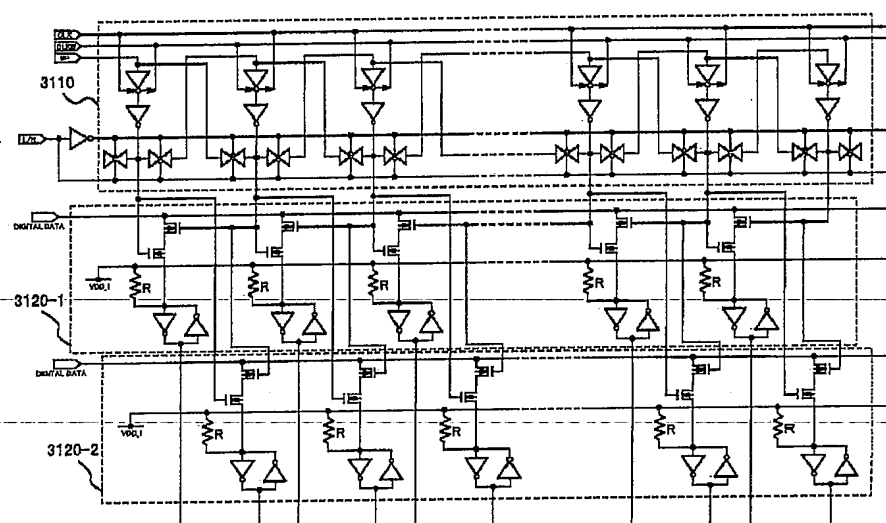 CLK
CLKB
SP
3110
L/R
DIGITAL DATA
VDD_1
R
R
R
R
R
3120-1
DIGITAL DATA
VDD_1
R
R
R
R
R
3120-2